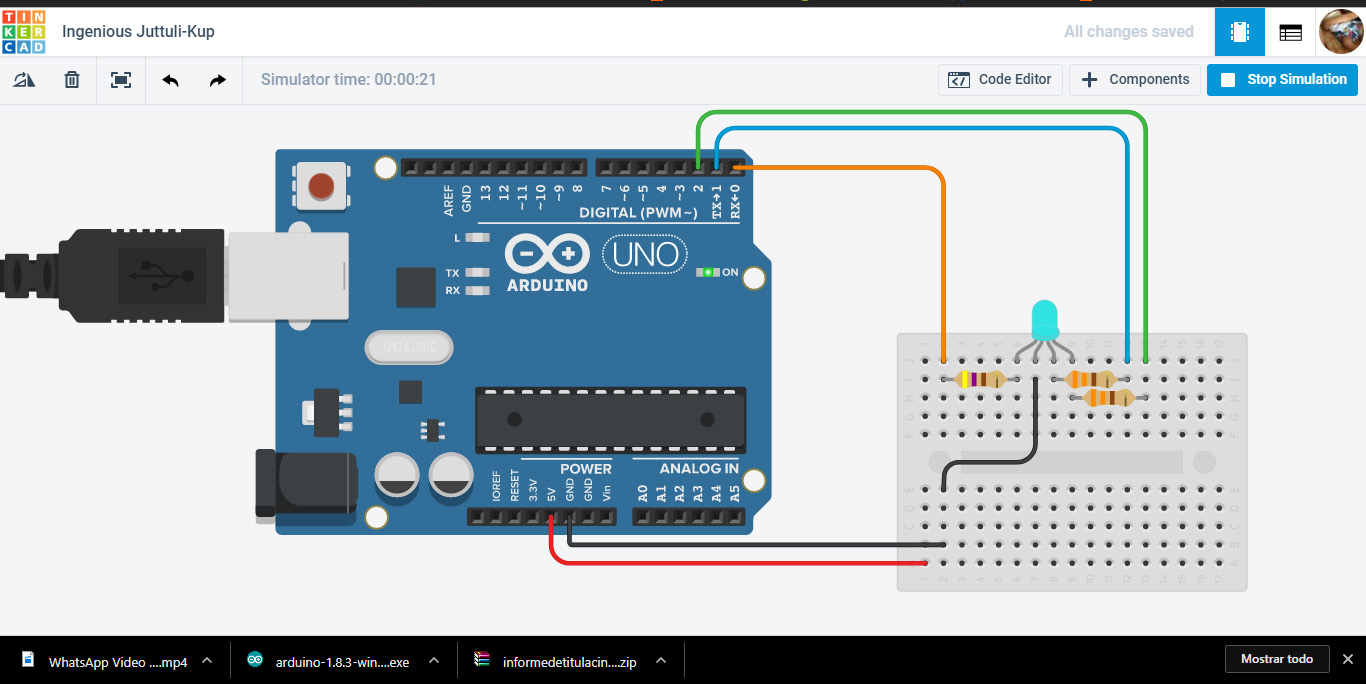 TIN
KER
CAD
Ingenious Juttuli-Kup
All changes saved
Simulator time: 00:00:21
Code Editor
Components
Stop Simulation
AREF
GND
13
12
~11
~10
~9
8
7
~6
~5
4
~3
2
TX→1
RX←0
DIGITAL (PWM~)
L
TX
RX
ARDUINO
UNO
ON
SPK16.000G
POWER
ANALOG IN
IOREF
RESET
3.3V
5V
GND
GND
Vin
A0
A1
A2
A3
A4
A5
WhatsApp Video ....mp4
arduino-1.8.3-win....exe
informedetitulacin....zip
Mostrar todo